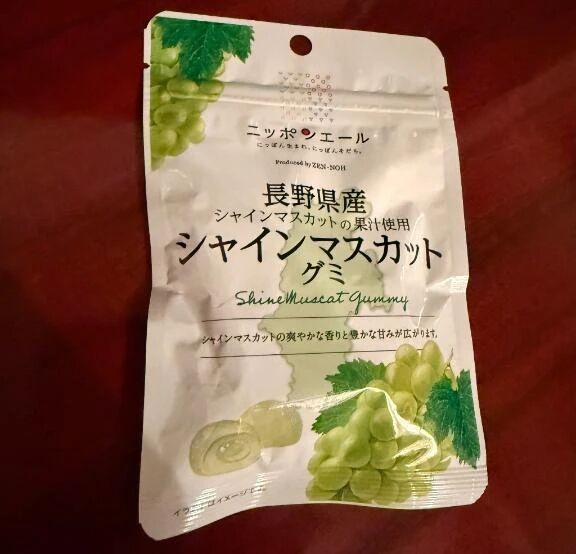 ニッポンエール
にっぽん生まれ、にっぽんそだち。
Produced by ZEN-NOH
長野県産
シャインマスカットの果汁使用
シャインマスカット
グミ
Shine Muscat Gummy
シャインマスカットの爽やかな香りと豊かな甘みが広がります。